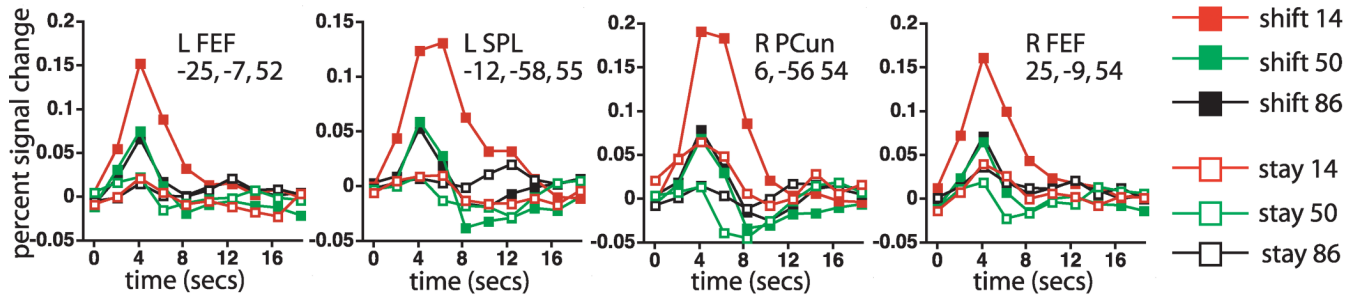 percent signal change
0.2
0.15
0.1
0.05
0
-0.05
L FEF
-25, -7, 52
0 4 8 12 16
time (secs)
0.15
0.1
0.05
0
0.05
L SPL
-12, -58, 55
0 4 8 12 16
time (secs)
0.2
0.15
0.1
0.05
0
-0.05
R PCun
6, -56 54
0 4 8 12 16
time (secs)
0.2
0.15
0.1
0.05
0
-0.05
R FEF
25, -9, 54
0 4 8 12 16
time (secs)
shift 14
shift 50
shift 86
stay 14
stay 50
stay 86